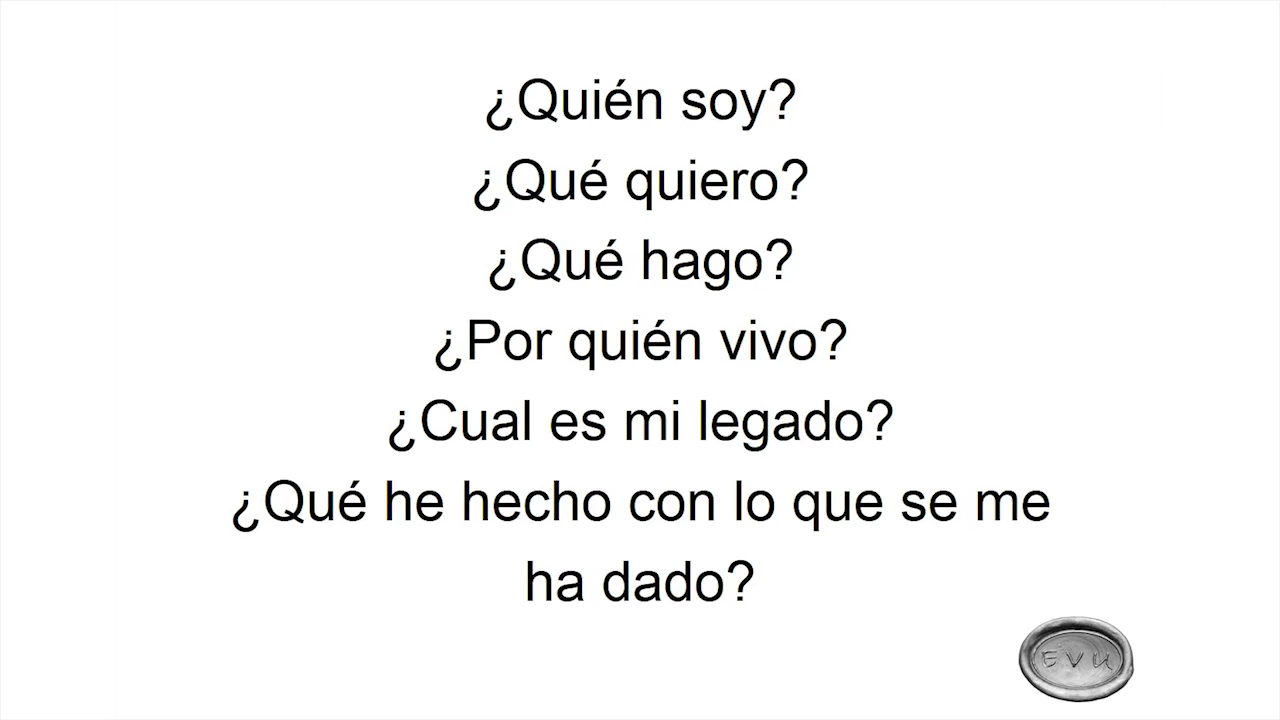 ¿Quién soy?
¿Qué quiero?
¿Qué hago?
¿Por quién vivo?
¿Cual es mi legado?
¿Qué he hecho con lo que se me
ha dado?
EVU